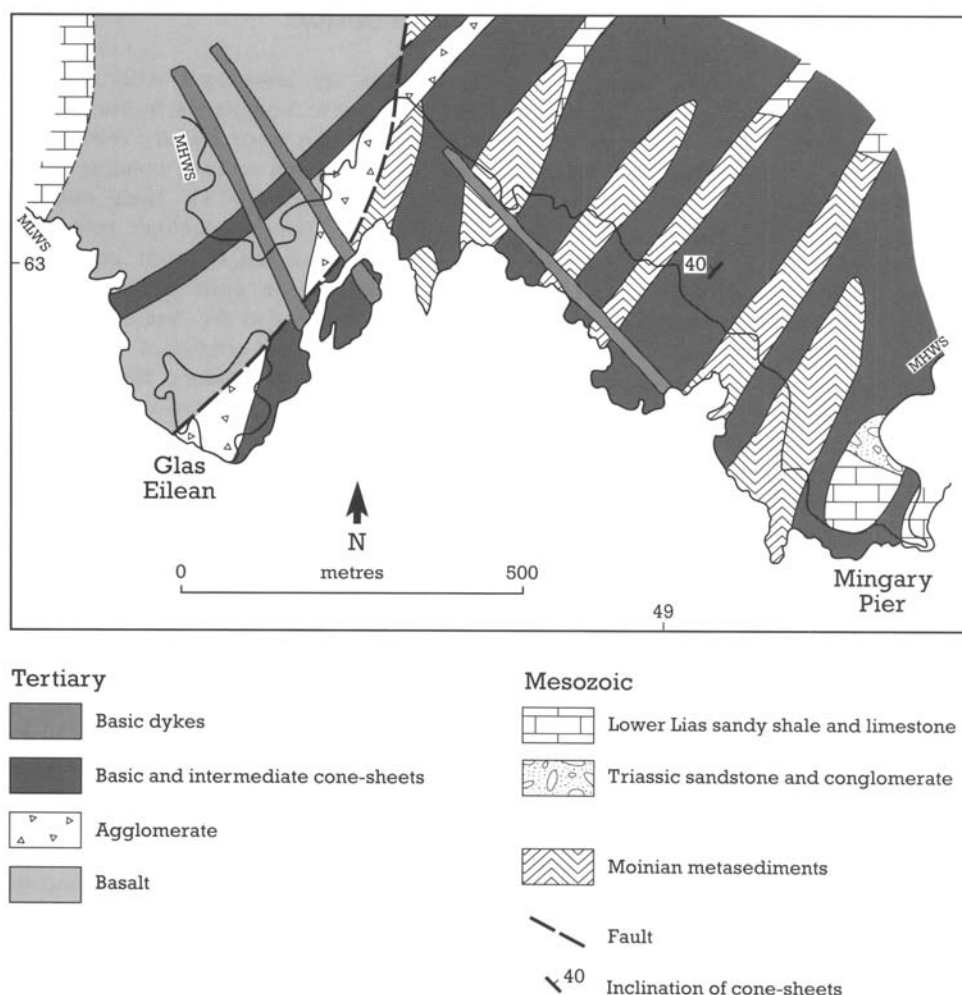 MHWS
MLWS
63
40
MHWS
Glas
Eilean
N
0 metres 500
49
Mingary
Pier
Tertiary
Basic dykes
Basic and intermediate cone-sheets
Agglomerate
Basalt
Mesozoic
Lower Lias sandy shale and limestone
Triassic sandstone and conglomerate
Moinian metasediments
Fault
40 Inclination of cone-sheets